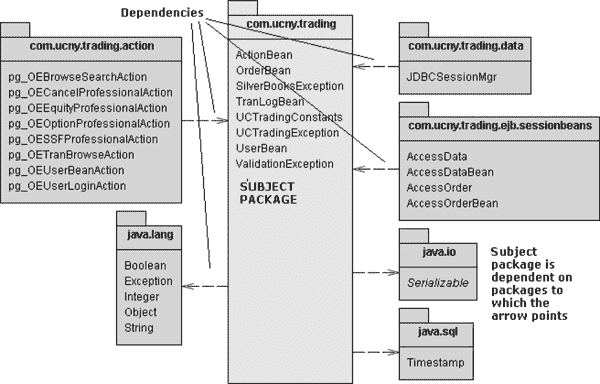 Dependencies
com.ucny.trading.action
pg_OEBrowseSearchAction
pg_OECancelProfessionalAction
pg_OEEquityProfessionalAction
pg_OEOptionProfessionalAction
pg_OESSFProfessionalAction
pg_OETranBrowseAction
pg_OEUserBeanAction
pg_OEUserLoginAction
com.ucny.trading
ActionBean
OrderBean
SilverBooksException
TranLogBean
UCTradingConstants
UCTradingException
UserBean
ValidationException
SUBJECT
PACKAGE
com.ucny.trading.data
JDBCSessionMgr
com.ucny.trading.ejb.sessionbeans
AccessData
AccessDataBean
AccessOrder
AccessOrderBean
java.lang
Boolean
Exception
Integer
Object
String
java.io
Serializable
Subject
package is
dependent on
packages to
which the
arrow points
java.sql
Timestamp